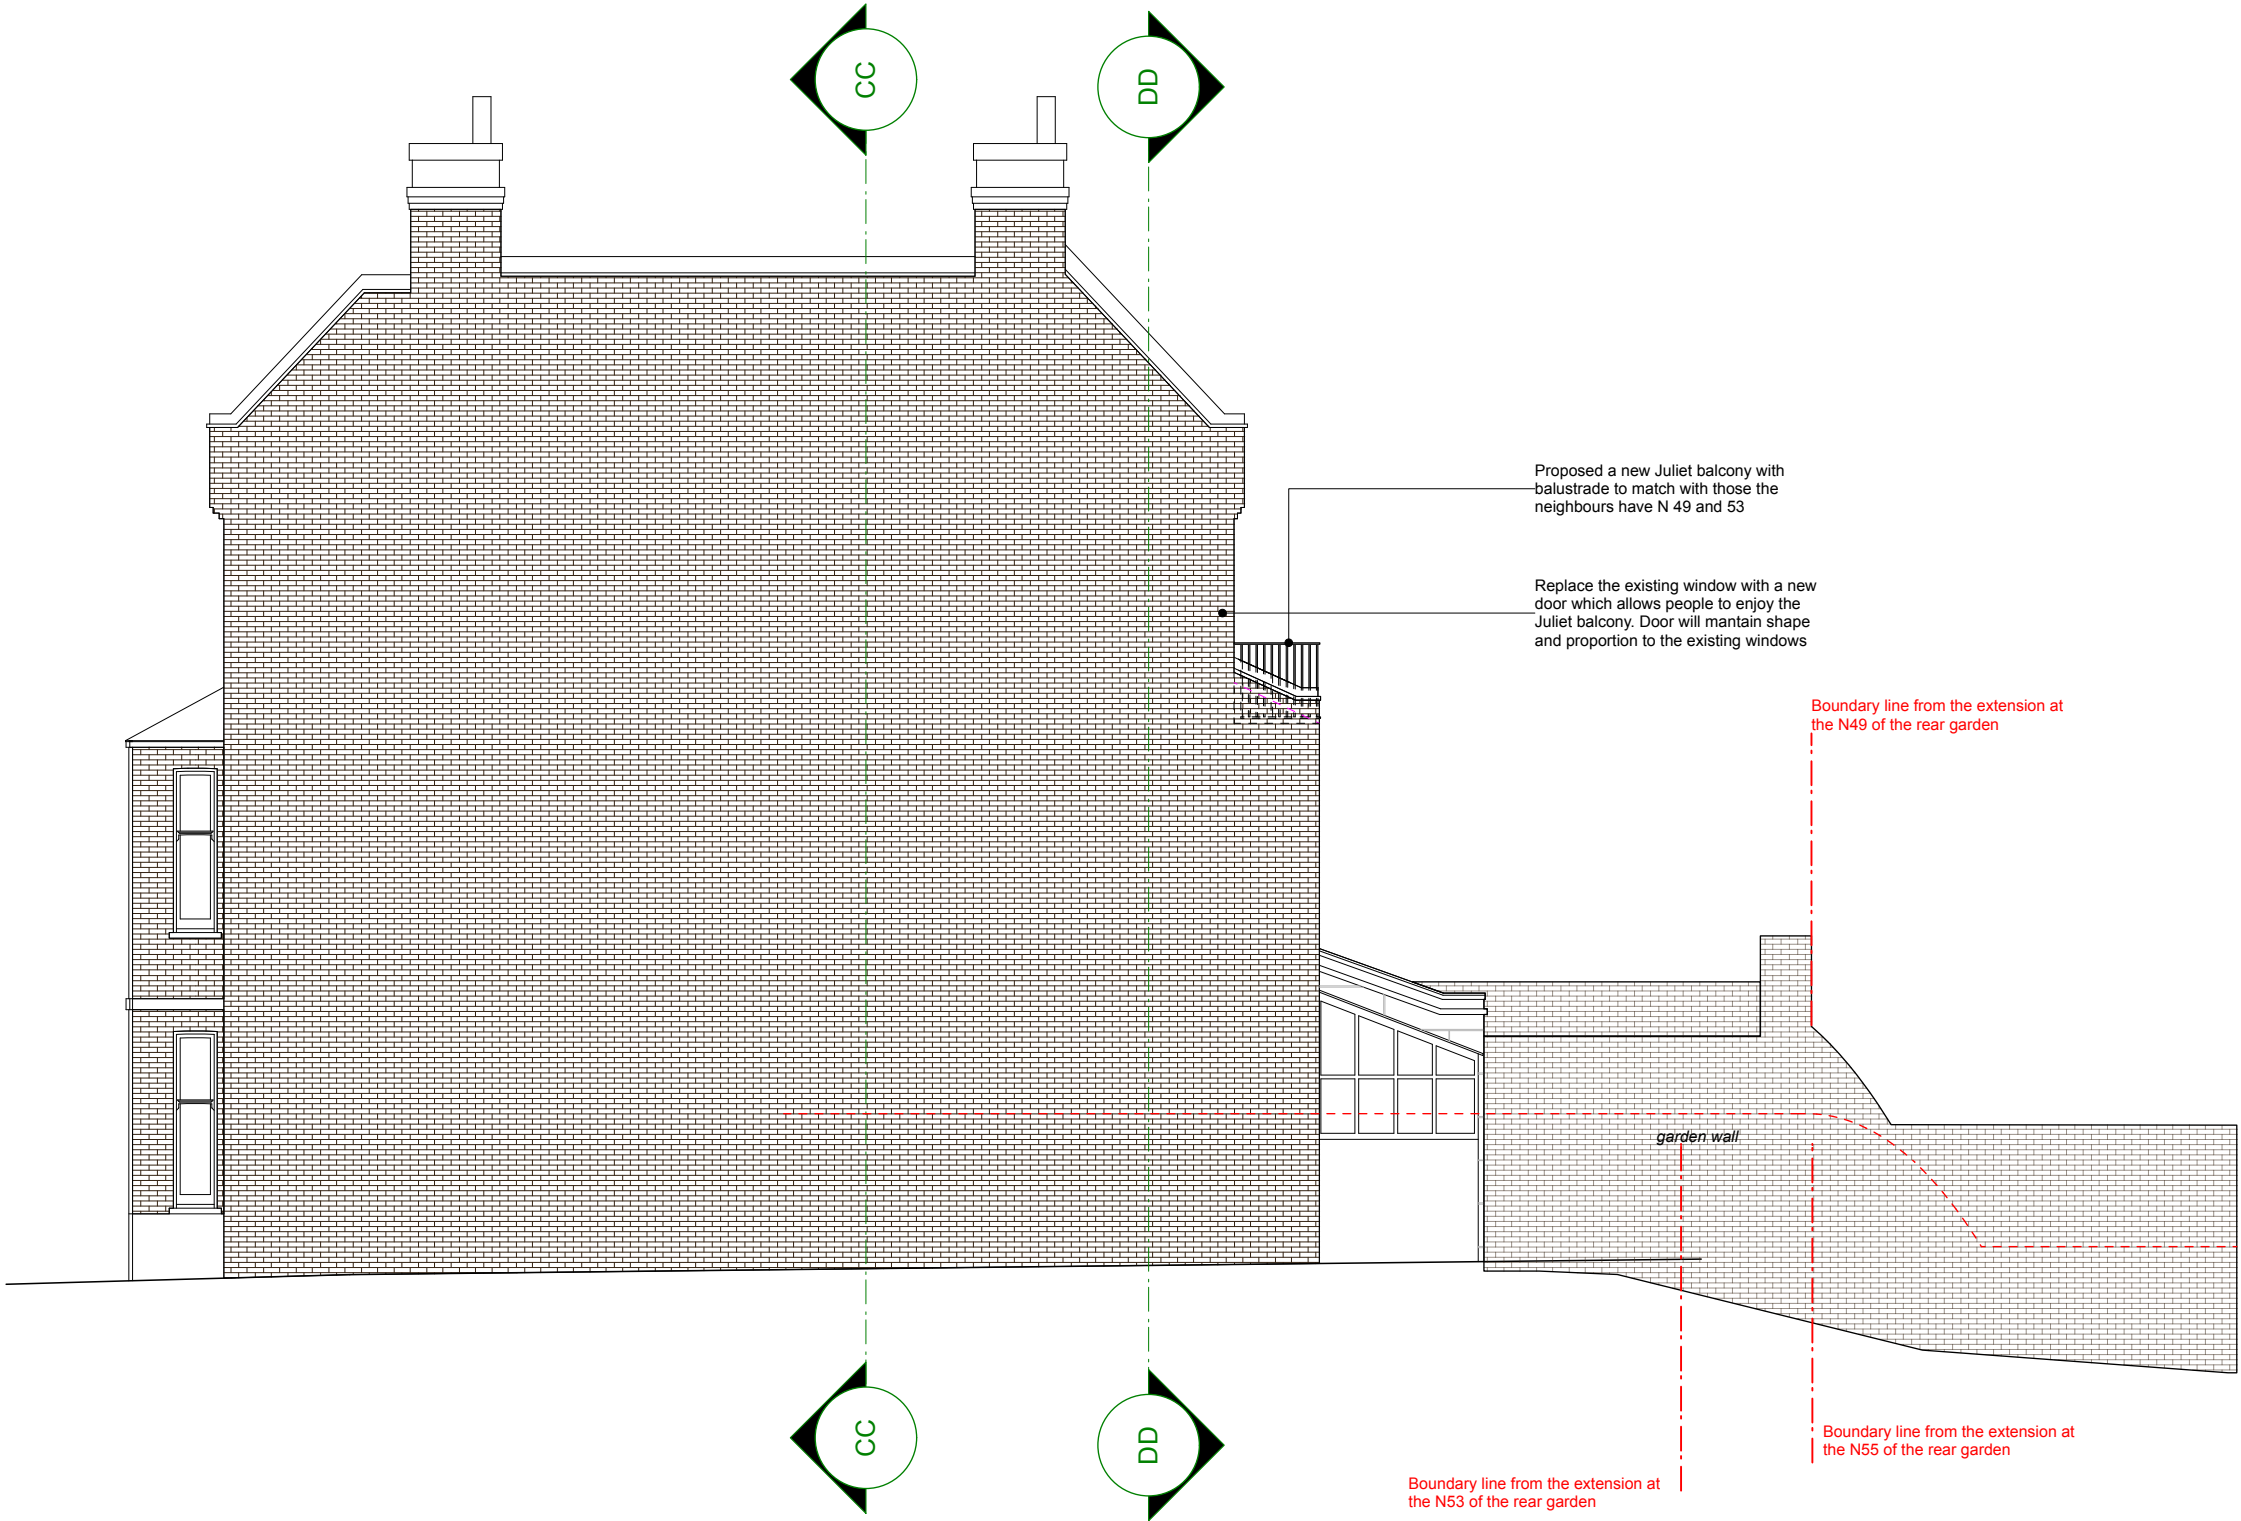 CC
DD
Proposed a new Juliet balcony with
balustrade to match with those the
neighbours have N 49 and 53
Replace the existing window with a new
door which allows people to enjoy the
Juliet balcony. Door will mantain shape
and proportion to the existing windows
Boundary line from the extension at
the N49 of the rear garden
garden wall
CC
DD
Boundary line from the extension at
the N55 of the rear garden
Boundary line from the extension at
the N53 of the rear garden